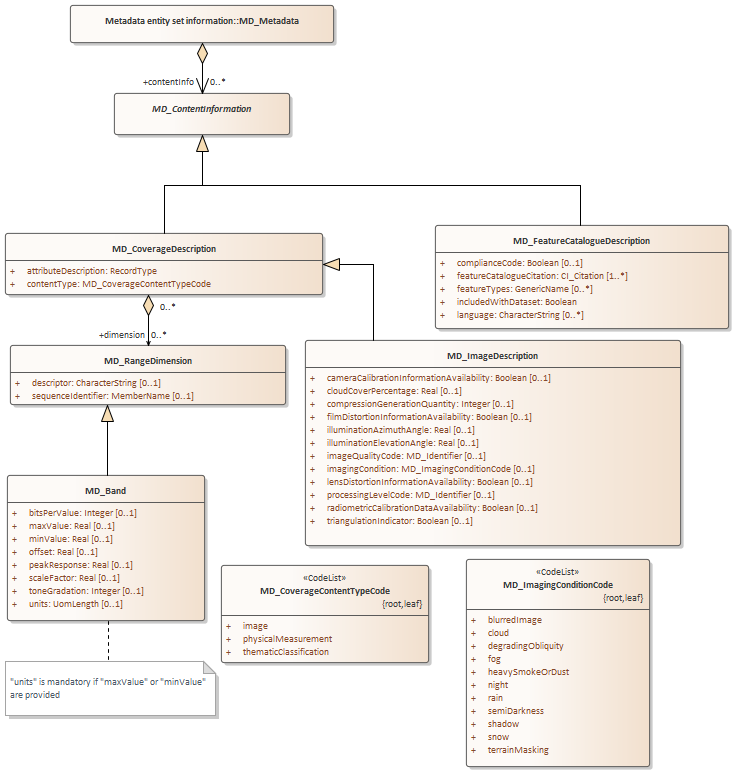 Metadata entity set information::MD_Metadata
+contentInfo 0..*
MD_ContentInformation
MD_CoverageDescription
+ attributeDescription: RecordType
+ contentType: MD_CoverageContentTypeCode
MD_FeatureCatalogueDescription
+ complianceCode: Boolean [0..1]
+ featureCatalogueCitation: CI_Citation [1..*]
+ featureTypes: GenericName [0..*]
+ includedWithDataset: Boolean
+ language: CharacterString [0..*]
0..*
+dimension 0..*
MD_RangeDimension
+ descriptor: CharacterString [0..1]
+ sequenceIdentifier: MemberName [0..1]
MD_ImageDescription
+ cameraCalibrationInformationAvailability: Boolean [0..1]
+ cloudCoverPercentage: Real [0..1]
+ compressionGenerationQuantity: Integer [0..1]
+ filmDistortionInformationAvailability: Boolean [0..1]
+ illuminationAzimuthAngle: Real [0..1]
+ illuminationElevationAngle: Real [0..1]
+ imageQualityCode: MD_Identifier [0..1]
+ imagingCondition: MD_ImagingConditionCode [0..1]
+ lensDistortionInformationAvailability: Boolean [0..1]
+ processingLevelCode: MD_Identifier [0..1]
+ radiometricCalibrationDataAvailability: Boolean [0..1]
+ triangulationIndicator: Boolean [0..1]
MD_Band
+ bitsPerValue: Integer [0..1]
+ maxValue: Real [0..1]
+ minValue: Real [0..1]
+ offset: Real [0..1]
+ peakResponse: Real [0..1]
+ scaleFactor: Real [0..1]
+ toneGradation: Integer [0..1]
+ units: UomLength [0..1]
"units" is mandatory if "maxValue" or "minValue"
are provided
«CodeList»
MD_CoverageContentTypeCode
{root,leaf}
+ image
+ physicalMeasurement
+ thematicClassification
«CodeList»
MD_ImagingConditionCode
{root,leaf}
+ blurredImage
+ cloud
+ degradingObliquity
+ fog
+ heavySmokeOrDust
+ night
+ rain
+ semiDarkness
+ shadow
+ snow
+ terrainMasking